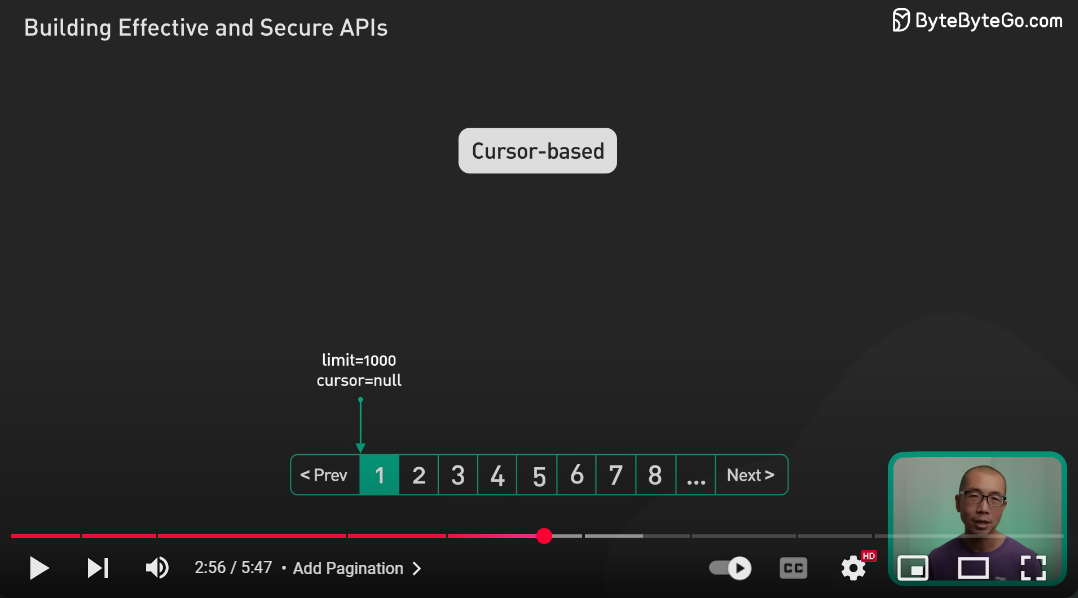 Building Effective and Secure APIs
ByteByteGo.com
Cursor-based
limit=1000
cursor=null
< Prev 1 2 3 4 5 6 7 8 ... Next >
2:56 / 5:47 • Add Pagination >
CC
HD